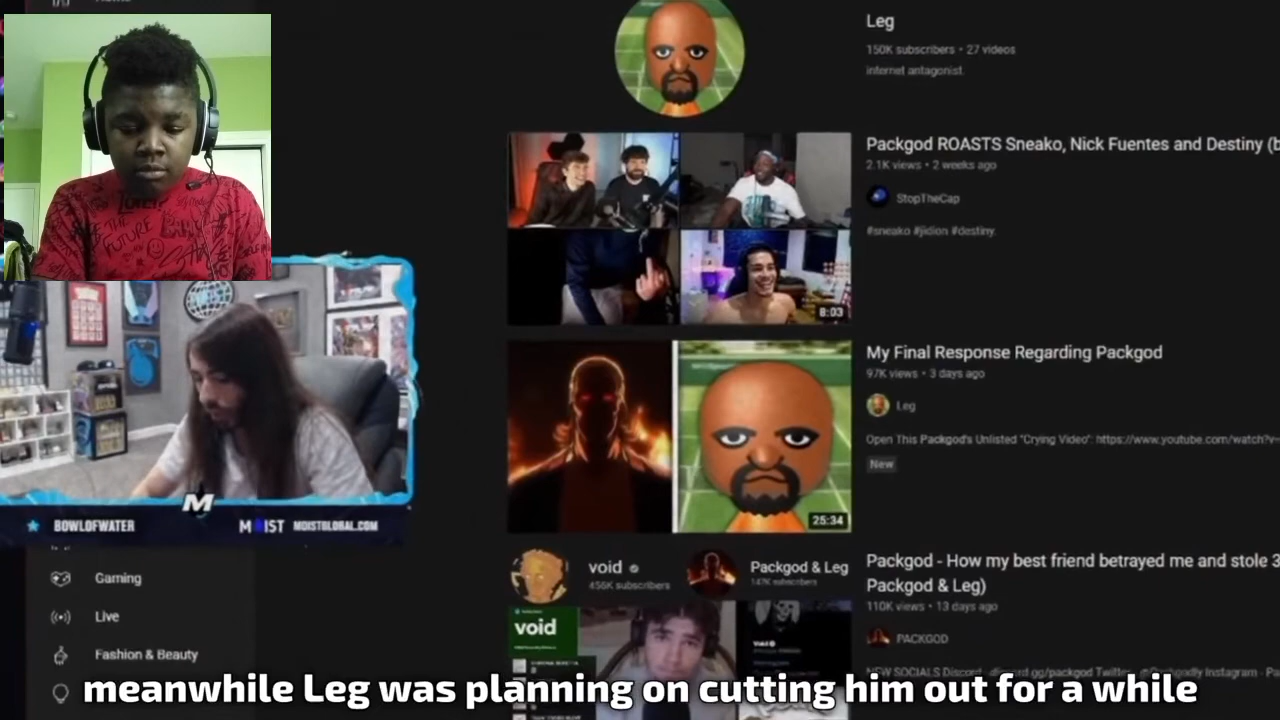 Leg
150K subscribers • 27 videos
internet antagonist.
Packgod ROASTS Sneako, Nick Fuentes and Destiny (b
2.1K views • 2 weeks ago
StopTheCap
#sneako #jidion #destiny
8:03
My Final Response Regarding Packgod
97K views • 3 days ago
Leg
Open This Packgod's Unlisted "Crying Video": https://www.youtube.com/watch?v=
New
25:34
M
BOWLOFWATER
MOIST
MOISTGLOBAL.COM
Gaming
Live
Fashion & Beauty
void
456K subscribers
Packgod & Leg
147K subscribers
void
Packgod - How my best friend betrayed me and stole 3
Packgod & Leg)
110K views • 13 days ago
PACKGOD
meanwhile Leg was planning on cutting him out for a while